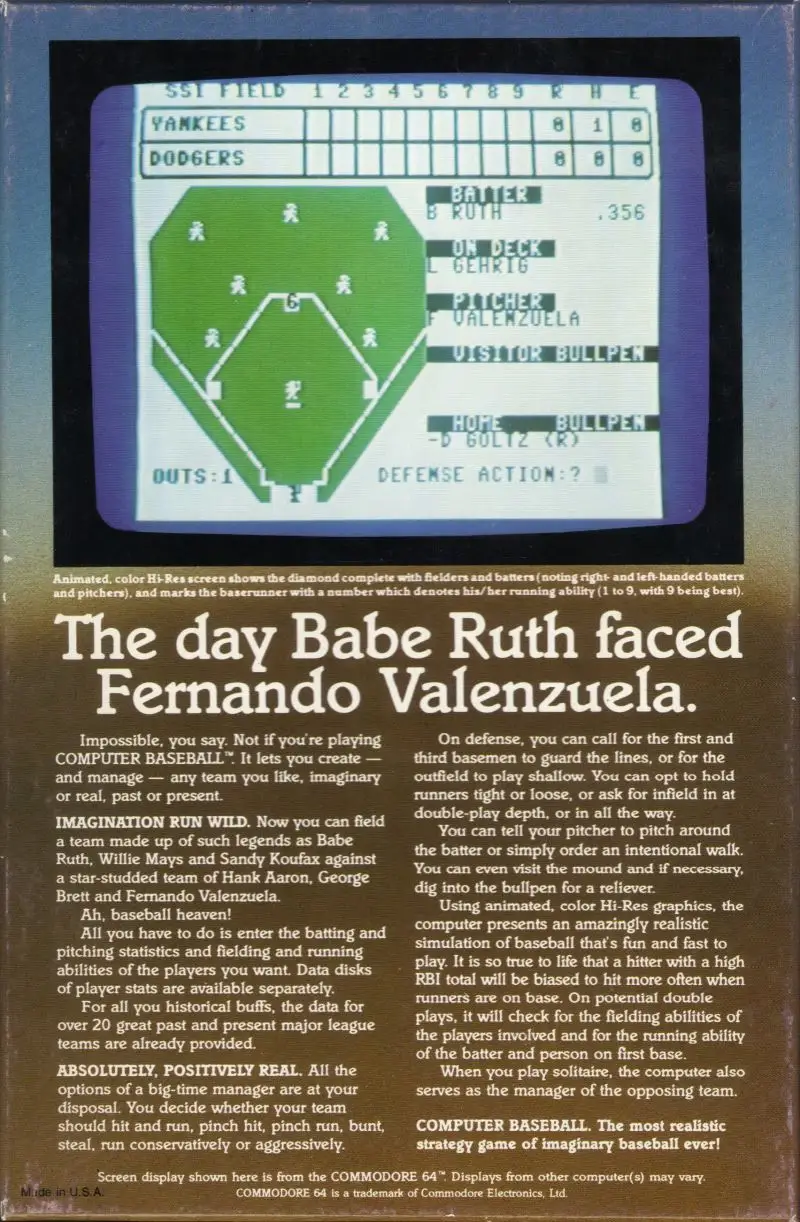 SSI FIELD 1 2 3 4 5 6 7 8 9 R H E
YANKEES 0 1 0
DODGERS 0 0 0
BATTER
B RUTH .356
ON DECK
L GEHRIG
PITCHER
F VALENZUELA
VISITOR BULLPEN
HOME BULLPEN
-D GOLTZ (R)
6
OUTS:1 DEFENSE ACTION:?
Animated, color Hi-Res screen shows the diamond complete with fielders and batters (noting right- and left-handed batters
and pitchers), and marks the baserunner with a number which denotes his/her running ability (1 to 9, with 9 being best).
The day Babe Ruth faced
Fernando Valenzuela.
Impossible, you say. Not if you're playing
COMPUTER BASEBALL™. It lets you create —
and manage — any team you like, imaginary
or real, past or present.
IMAGINATION RUN WILD. Now you can field
a team made up of such legends as Babe
Ruth, Willie Mays and Sandy Koufax against
a star-studded team of Hank Aaron, George
Brett and Fernando Valenzuela.
Ah, baseball heaven!
All you have to do is enter the batting and
pitching statistics and fielding and running
abilities of the players you want. Data disks
of player stats are available separately.
For all you historical buffs, the data for
over 20 great past and present major league
teams are already provided.
ABSOLUTELY, POSITIVELY REAL. All the
options of a big-time manager are at your
disposal. You decide whether your team
should hit and run, pinch hit, pinch run, bunt,
steal, run conservatively or aggressively.
On defense, you can call for the first and
third basemen to guard the lines, or for the
outfield to play shallow. You can opt to hold
runners tight or loose, or ask for infield in at
double-play depth, or in all the way.
You can tell your pitcher to pitch around
the batter or simply order an intentional walk.
You can even visit the mound and if necessary,
dig into the bullpen for a reliever.
Using animated, color Hi-Res graphics, the
computer presents an amazingly realistic
simulation of baseball that's fun and fast to
play. It is so true to life that a hitter with a high
RBI total will be biased to hit more often when
runners are on base. On potential double
plays, it will check for the fielding abilities of
the players involved and for the running ability
of the batter and person on first base.
When you play solitaire, the computer also
serves as the manager of the opposing team.
COMPUTER BASEBALL. The most realistic
strategy game of imaginary baseball ever!
Screen display shown here is from the COMMODORE 64™. Displays from other computer(s) may vary.
Made in U.S.A.
COMMODORE 64 is a trademark of Commodore Electronics, Ltd.